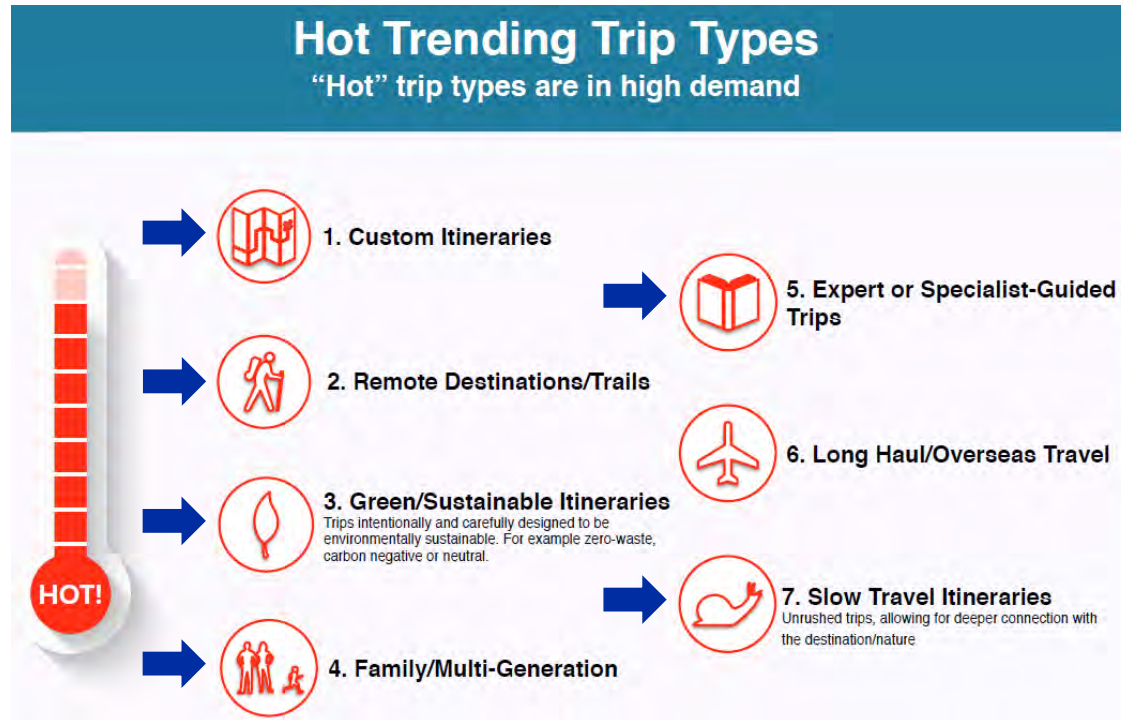 Hot Trending Trip Types
“Hot” trip types are in high demand
HOT!
1. Custom Itineraries
2. Remote Destinations/Trails
3. Green/Sustainable Itineraries
Trips intentionally and carefully designed to be
environmentally sustainable. For example zero-waste,
carbon negative or neutral.
4. Family/Multi-Generation
5. Expert or Specialist-Guided
Trips
6. Long Haul/Overseas Travel
7. Slow Travel Itineraries
Unrushed trips, allowing for deeper connection with
the destination/nature